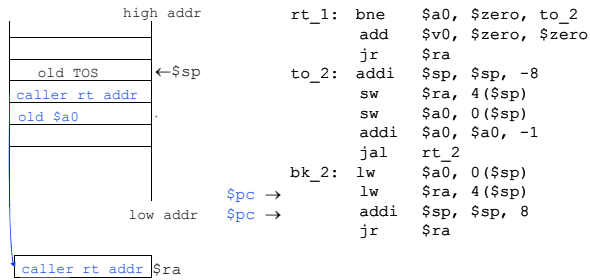 high addr
old TOS ←$sp
caller rt addr
old $a0
low addr
caller rt addr $ra
rt_1: bne $a0, $zero, to_2
add $v0, $zero, $zero
jr $ra
to_2: addi $sp, $sp, -8
sw $ra, 4($sp)
sw $a0, 0($sp)
addi $a0, $a0, -1
jal rt_2
bk_2: lw $a0, 0($sp)
$pc → lw $ra, 4($sp)
$pc → addi $sp, $sp, 8
jr $ra